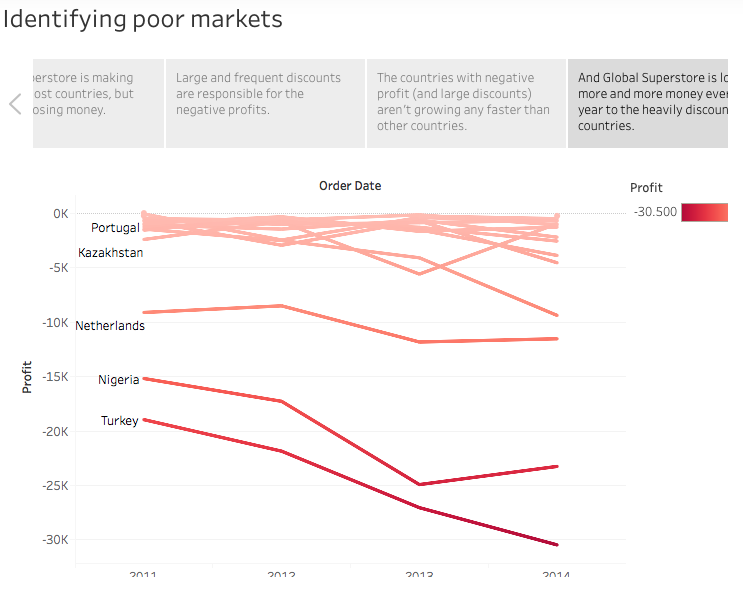 Identifying poor markets
erstore is making
ost countries, but
osing money.
Large and frequent discounts
are responsible for the
negative profits.
The countries with negative
profit (and large discounts)
aren't growing any faster than
other countries.
And Global Superstore is lo
more and more money ever
year to the heavily discoun
countries.
Order Date
Profit
-30.500
0K
Portugal
Kazakhstan
-5K
-10K
Netherlands
Profit
-15K
Nigeria
-20K
Turkey
-25K
-30K
2011 2012 2013 2014